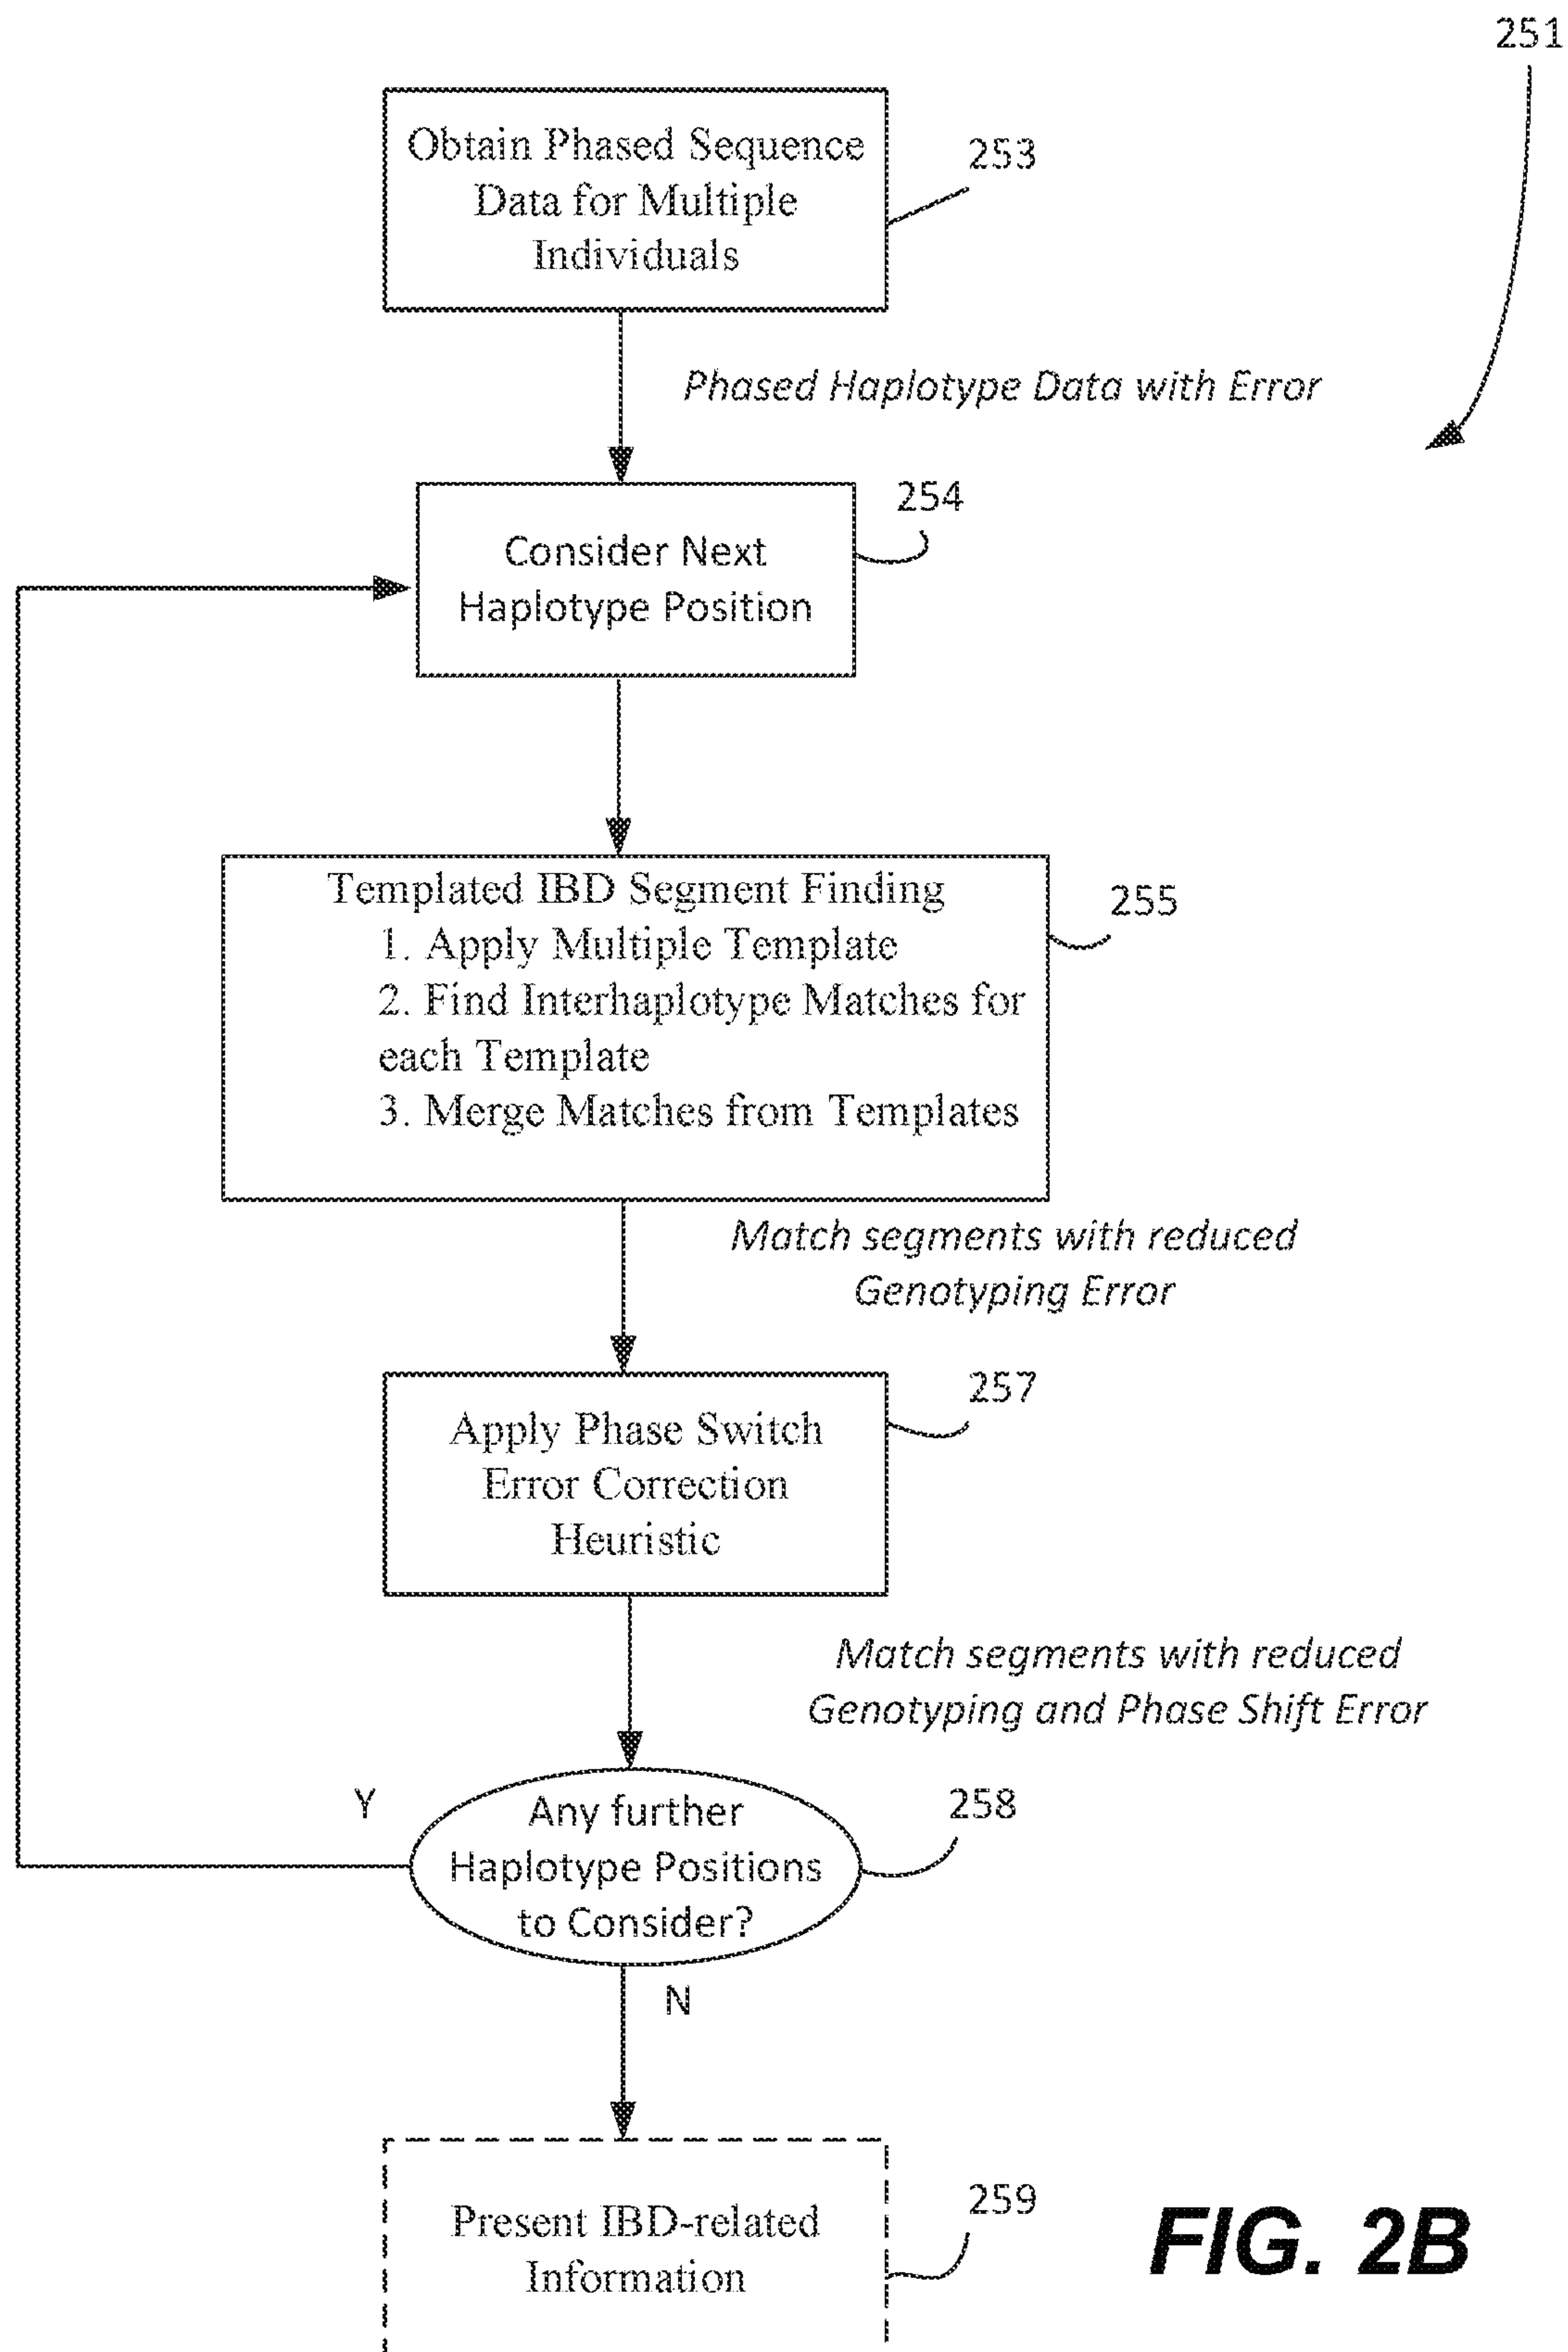 251
Obtain Phased Sequence
Data for Multiple
Individuals
253
Phased Haplotype Data with Error
254
Consider Next
Haplotype Position
Templated IBD Segment Finding
255
1. Apply Multiple Template
2. Find Interhaplotype Matches for
each Template
3. Merge Matches from Templates
Match segments with reduced
Genotyping Error
257
Apply Phase Switch
Error Correction
Heuristic
Match segments with reduced
Genotyping and Phase Shift Error
Y
Any further
Haplotype Positions
to Consider?
258
N
Present IBD-related
Information
259
FIG. 2B